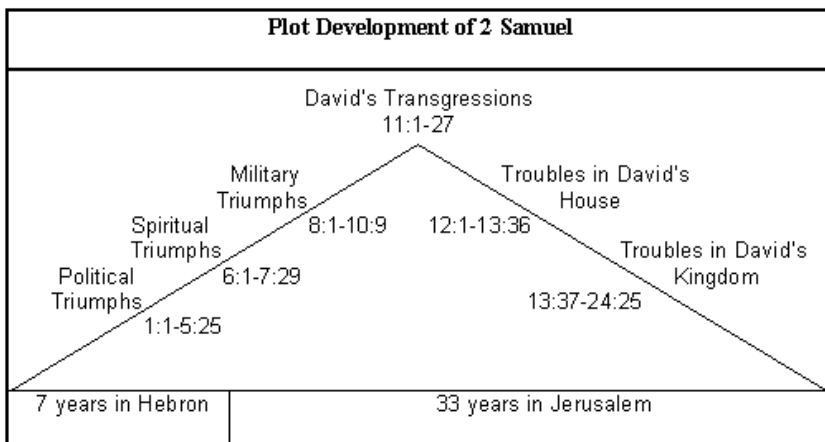 Plot Development of 2 Samuel
David's Transgressions
11:1-27
Military
Triumphs
8:1-10:9
Spiritual
Triumphs
6:1-7:29
Political
Triumphs
1:1-5:25
Troubles in David's
House
12:1-13:36
Troubles in David's
Kingdom
13:37-24:25
7 years in Hebron
33 years in Jerusalem